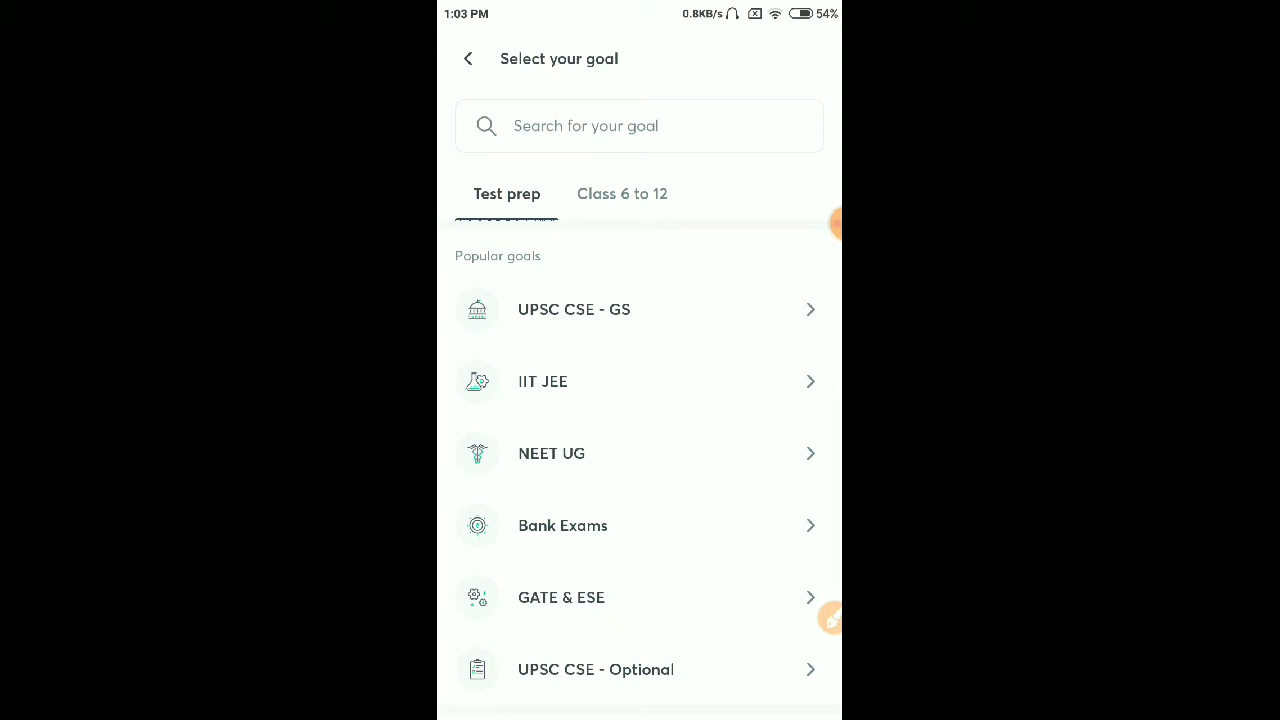 1:03 PM 0.8KB/s 54%
Select your goal
Search for your goal
Test prep Class 6 to 12
Popular goals
UPSC CSE - GS
IIT JEE
NEET UG
Bank Exams
GATE & ESE
UPSC CSE - Optional